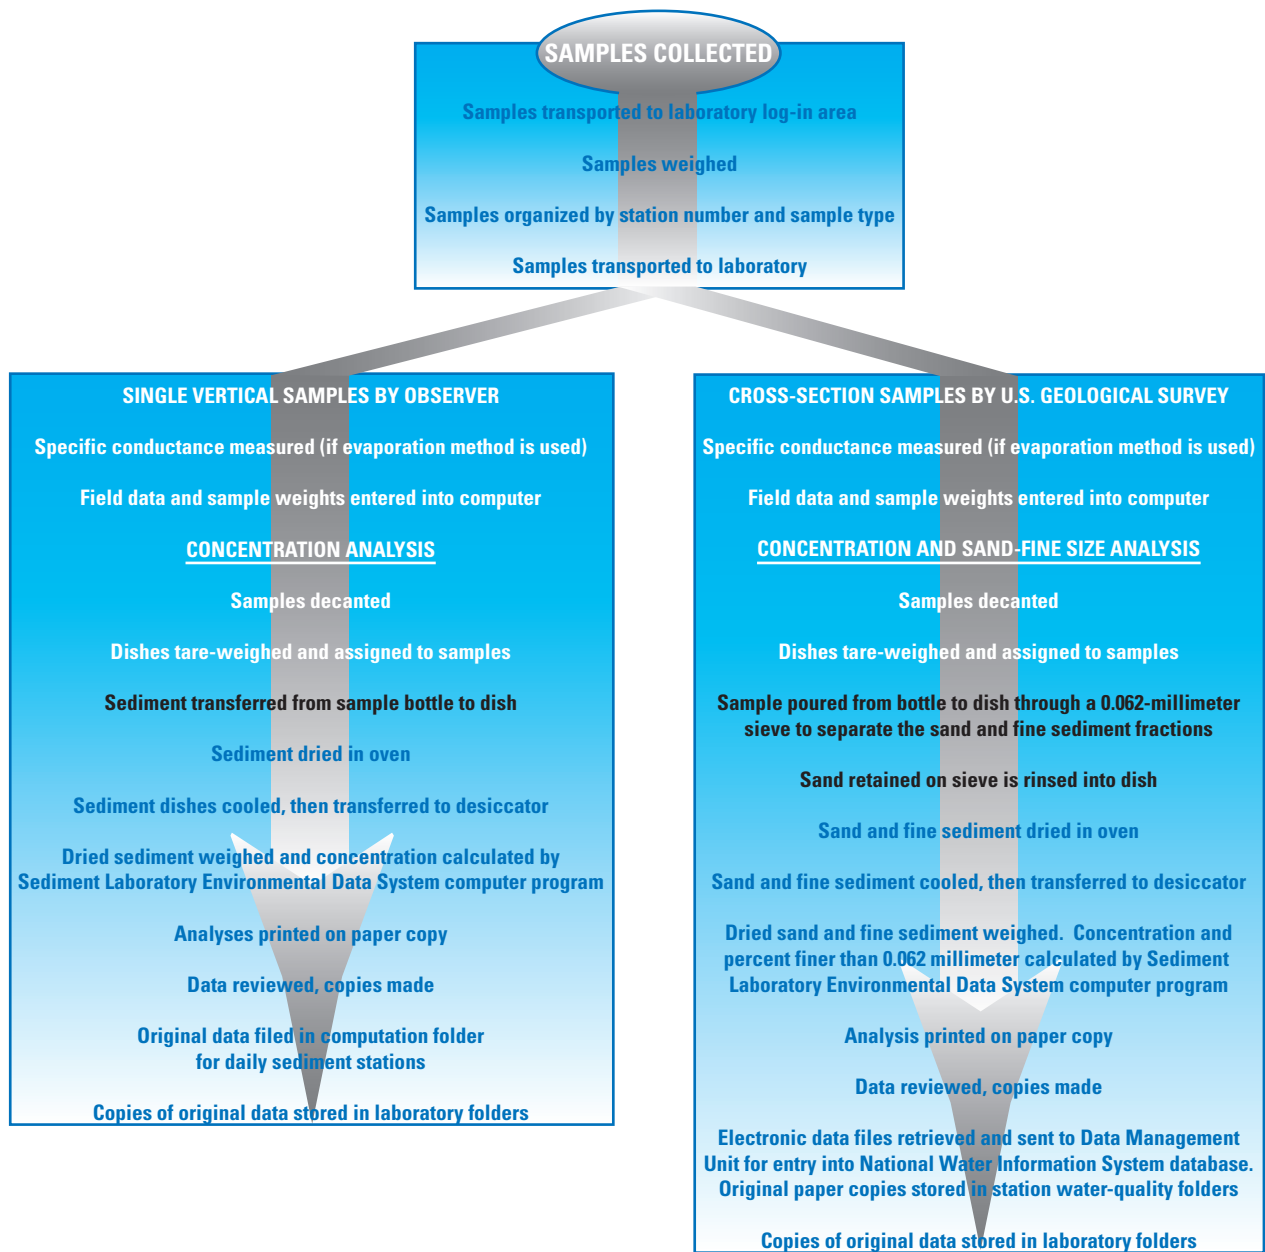 SAMPLES COLLECTED
Samples transported to laboratory log-in area
Samples weighed
Samples organized by station number and sample type
Samples transported to laboratory
SINGLE VERTICAL SAMPLES BY OBSERVER
Specific conductance measured (if evaporation method is used)
Field data and sample weights entered into computer
CONCENTRATION ANALYSIS
Samples decanted
Dishes tare-weighed and assigned to samples
Sediment transferred from sample bottle to dish
Sediment dried in oven
Sediment dishes cooled, then transferred to desiccator
Dried sediment weighed and concentration calculated by
Sediment Laboratory Environmental Data System computer program
Analyses printed on paper copy
Data reviewed, copies made
Original data filed in computation folder
for daily sediment stations
Copies of original data stored in laboratory folders
CROSS-SECTION SAMPLES BY U.S. GEOLOGICAL SURVEY
Specific conductance measured (if evaporation method is used)
Field data and sample weights entered into computer
CONCENTRATION AND SAND-FINE SIZE ANALYSIS
Samples decanted
Dishes tare-weighed and assigned to samples
Sample poured from bottle to dish through a 0.062-millimeter
sieve to separate the sand and fine sediment fractions
Sand retained on sieve is rinsed into dish
Sand and fine sediment dried in oven
Sand and fine sediment cooled, then transferred to desiccator
Dried sand and fine sediment weighed. Concentration and
percent finer than 0.062 millimeter calculated by Sediment
Laboratory Environmental Data System computer program
Analysis printed on paper copy
Data reviewed, copies made
Electronic data files retrieved and sent to Data Management
Unit for entry into National Water Information System database.
Original paper copies stored in station water-quality folders
Copies of original data stored in laboratory folders